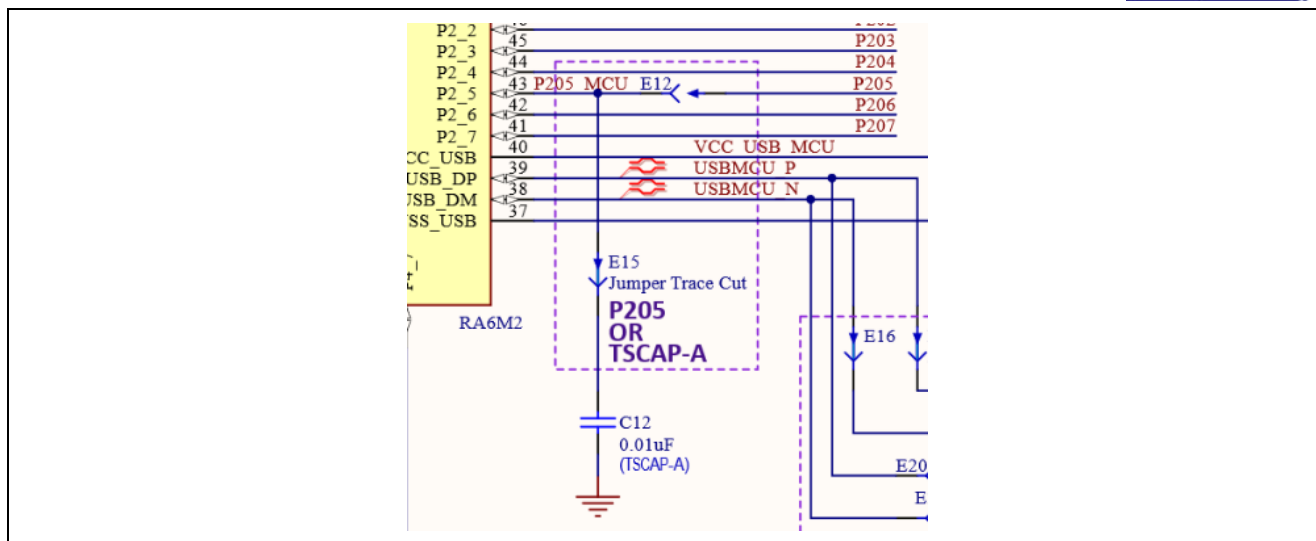 P2_2
45
P203
P2_3
44
P204
P2_4
43
P205_MCU
E12
P205
P2_5
42
P206
P2_6
41
P207
P2_7
40
VCC_USB_MCU
CC_USB
39
USBMCU_P
USB_DP
38
USBMCU_N
USB_DM
37
SS_USB
E15
Jumper Trace Cut
P205
OR
TSCAP-A
RA6M2
E16
C12
0.01uF
(TSCAP-A)
E20
E